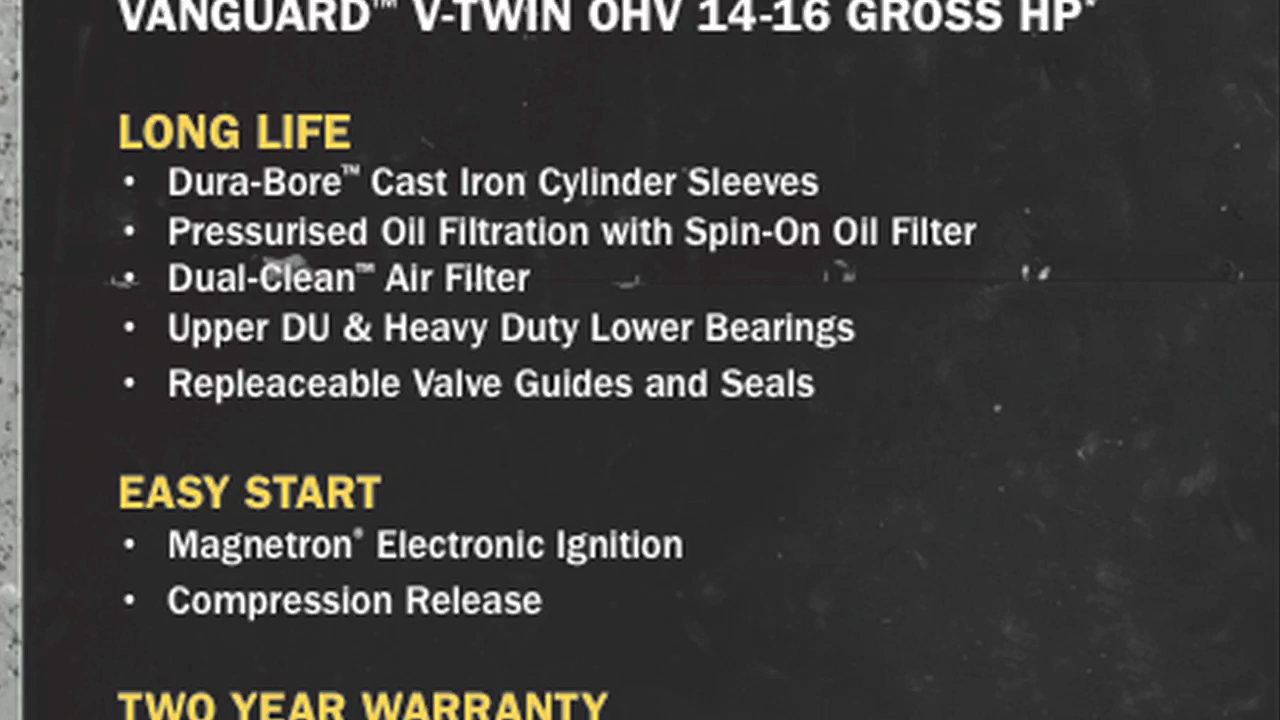 VANGUARD™ V-TWIN OHV 14-16 GROSS HP*
LONG LIFE
• Dura-Bore™ Cast Iron Cylinder Sleeves
• Pressurised Oil Filtration with Spin-On Oil Filter
• Dual-Clean™ Air Filter
• Upper DU & Heavy Duty Lower Bearings
• Repleaceable Valve Guides and Seals
EASY START
• Magnetron® Electronic Ignition
• Compression Release
TWO YEAR WARRANTY